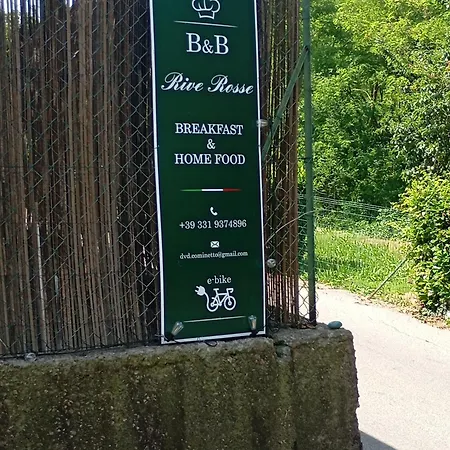 B&B
Rive Rosse
BREAKFAST
&
HOME FOOD
+39 331 9374896
dvd.cominetto@gmail.com
e-bike